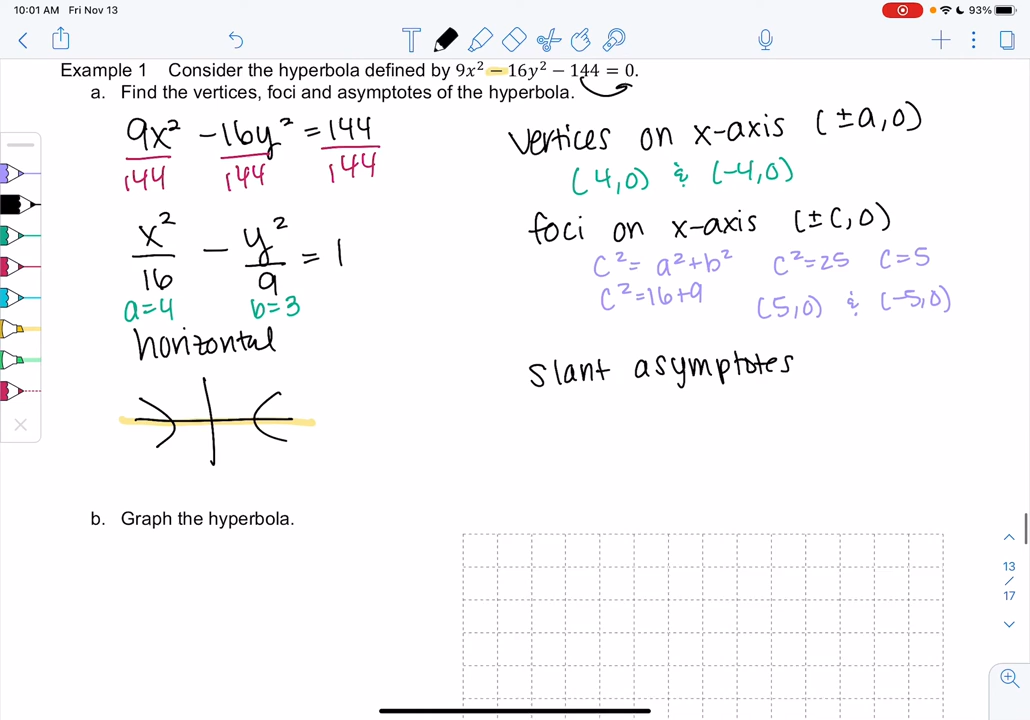 10:01 AM Fri Nov 13 93%
Example 1 Consider the hyperbola defined by 9x² − 16y² − 144 = 0.
a. Find the vertices, foci and asymptotes of the hyperbola.
9x² − 16y² = 144
144 144 144
x² − y² = 1
16 9
a=4 b=3
horizontal
vertices on x-axis (±a,0)
(4,0) & (-4,0)
foci on x-axis (±c,0)
c² = a²+b² c²=25 c=5
c²=16+9 (5,0) & (-5,0)
slant asymptotes
b. Graph the hyperbola.
13
/
17